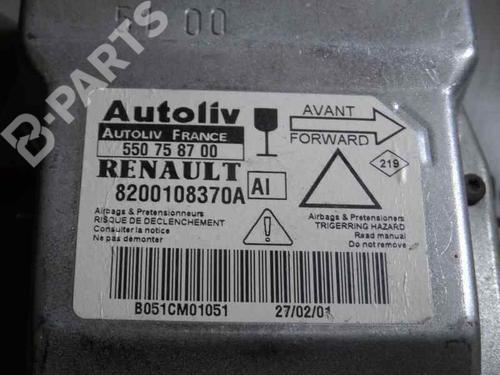 B-PARTS
Autoliv
AUTOLIV FRANCE
550 75 87 00
RENAULT
8200108370A
AI
AVANT
FORWARD
219
Airbags & Pretensionneurs
RISQUE DE DECLENCHEMENT
Consulter la notice
Ne pas démonter
Airbags & Pretensioners
TRIGERRING HAZARD
Read manual
Do not remove
B051CM01051
27/02/01